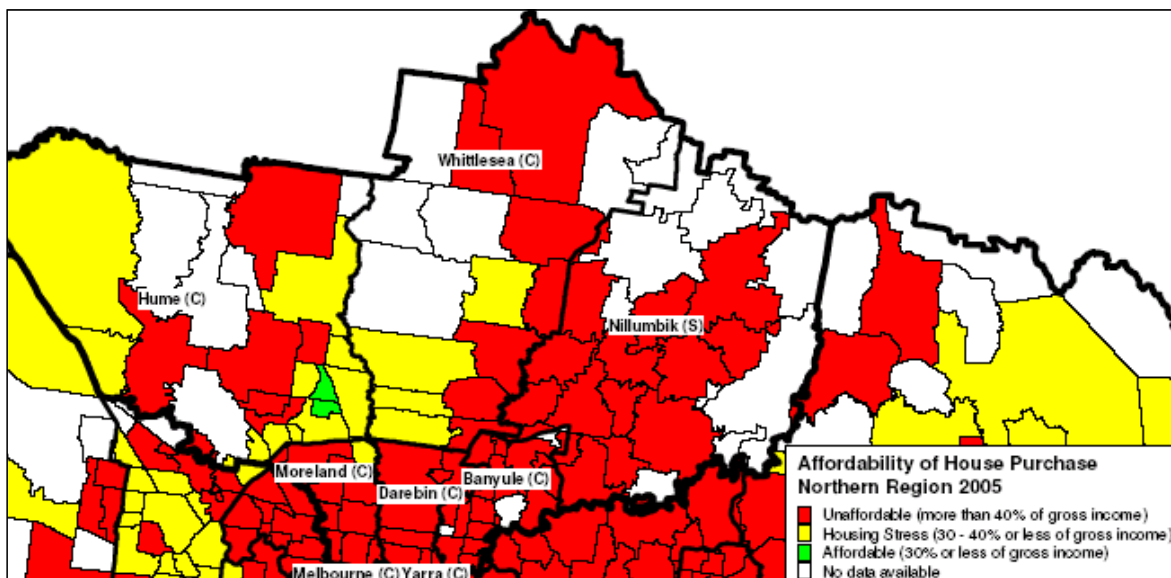 Whittlesea (C)
Hume (C)
Nillumbik (S)
Moreland (C)
Darebin (C)
Banyule (C)
Melbourne (C)
Yarra (C)
Affordability of House Purchase
Northern Region 2005
Unaffordable (more than 40% of gross income)
Housing Stress (30 - 40% or less of gross income)
Affordable (30% or less of gross income)
No data available